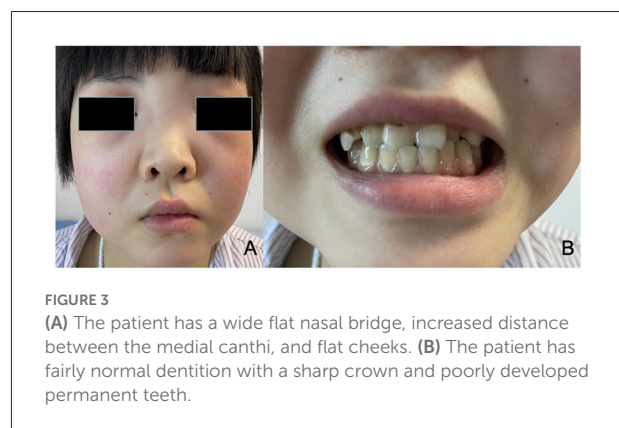 A
B
FIGURE 3
(A) The patient has a wide flat nasal bridge, increased distance
between the medial canthi, and flat cheeks. (B) The patient has
fairly normal dentition with a sharp crown and poorly developed
permanent teeth.